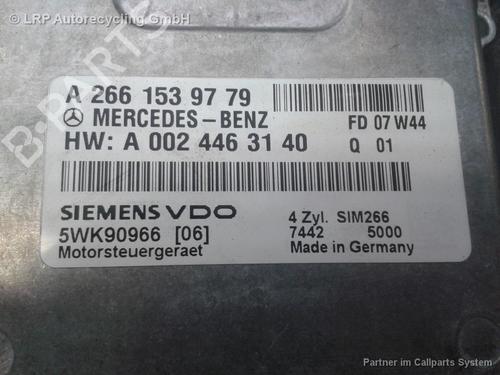 © LRP Autorecycling GmbH
B-PARTS
A 266 153 97 79
MERCEDES-BENZ
FD 07 W44
HW: A 002 446 31 40
Q 01
SIEMENS VDO
4 Zyl. SIM266
5WK90966 [06]
7442 5000
Motorsteuergeraet
Made in Germany
Partner im Callparts System